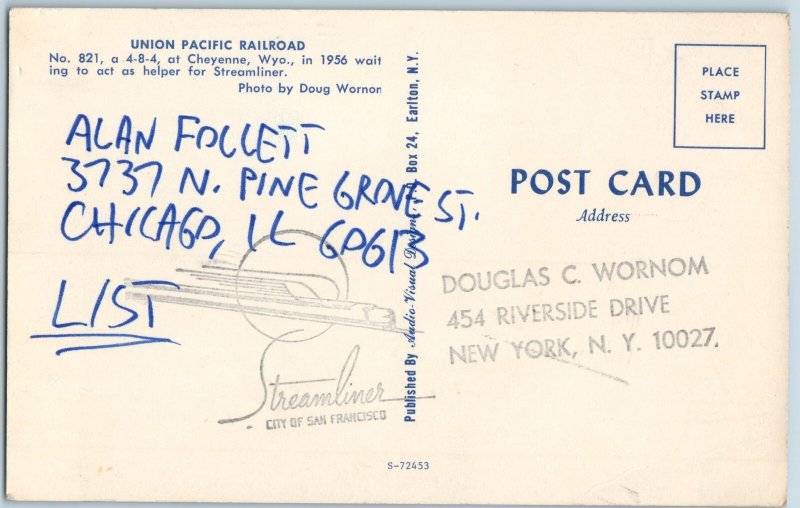 UNION PACIFIC RAILROAD
No. 821, a 4-8-4, at Cheyenne, Wyo., in 1956 wait
ing to act as helper for Streamliner.
Photo by Doug Wornom
ALAN FOLLETT
3737 N. PINE GROVE ST.
CHICAGO, IL 60613
LIST
Streamliner
CITY OF SAN FRANCISCO
Published By Audio-Visual Designs, P.O. Box 24, Earlton, N.Y.
PLACE
STAMP
HERE
POST CARD
Address
DOUGLAS C. WORNOM
454 RIVERSIDE DRIVE
NEW YORK, N. Y. 10027
S-72453